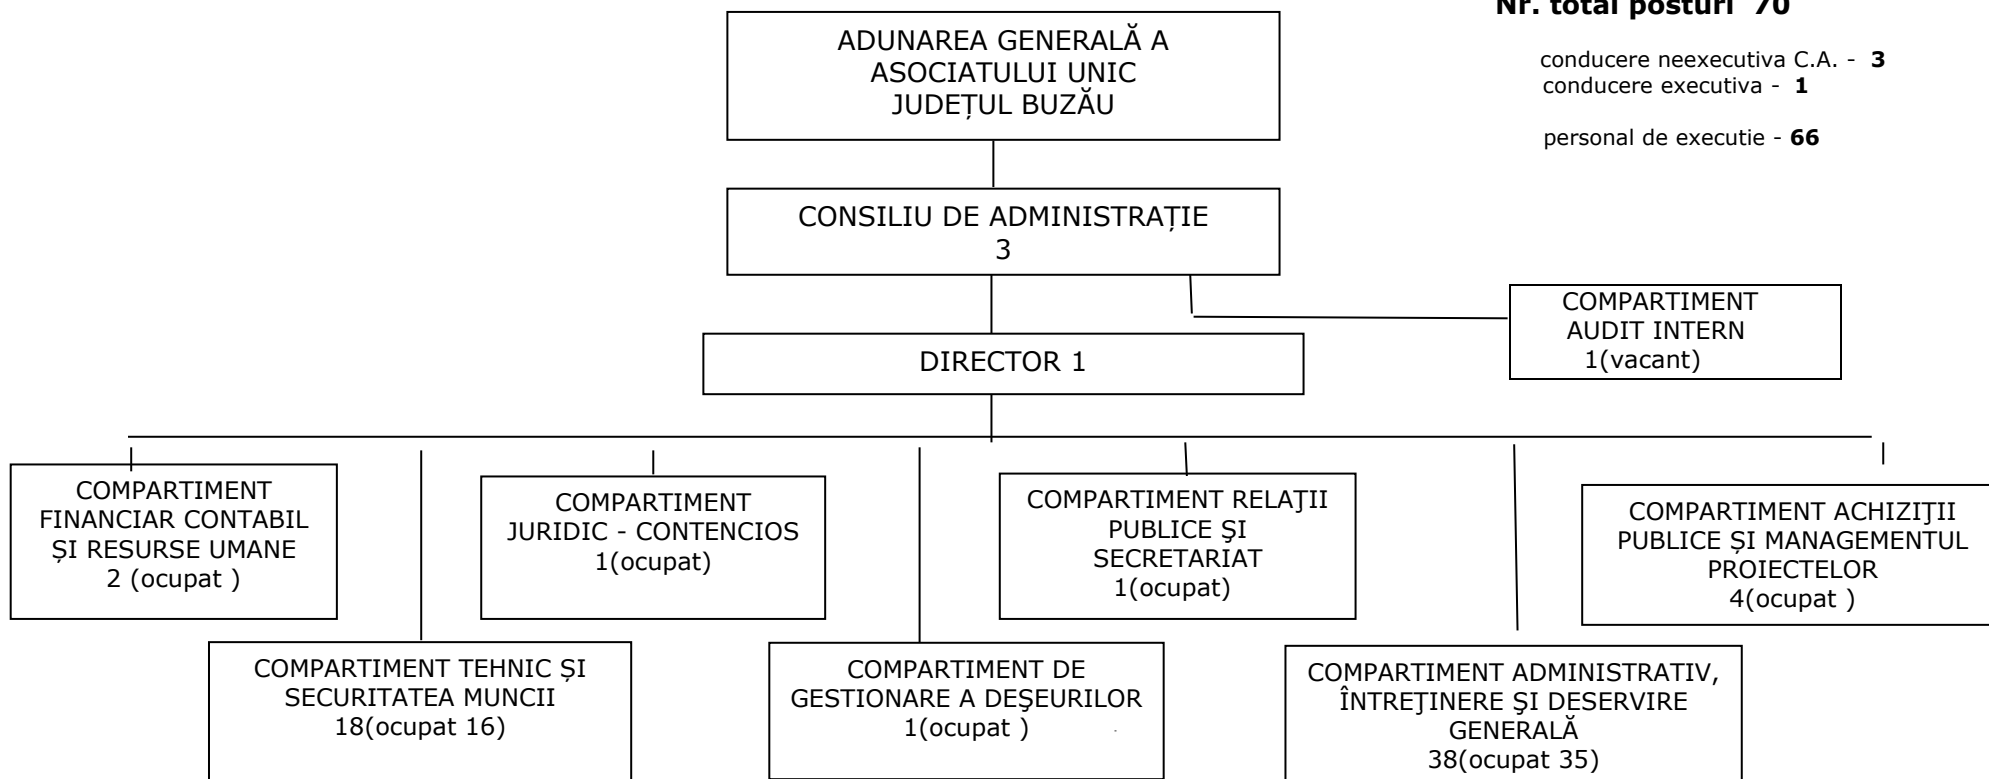 Nr. total posturi 70
conducere neexecutiva C.A. - 3
conducere executiva - 1
personal de executie - 66
ADUNAREA GENERALĂ A
ASOCIATULUI UNIC
JUDEȚUL BUZĂU
CONSILIU DE ADMINISTRAȚIE
3
COMPARTIMENT
AUDIT INTERN
1(vacant)
DIRECTOR 1
COMPARTIMENT
FINANCIAR CONTABIL
ȘI RESURSE UMANE
2 (ocupat )
COMPARTIMENT
JURIDIC - CONTENCIOS
1(ocupat)
COMPARTIMENT RELAŢII
PUBLICE ŞI
SECRETARIAT
1(ocupat)
COMPARTIMENT ACHIZIŢII
PUBLICE ȘI MANAGEMENTUL
PROIECTELOR
4(ocupat )
COMPARTIMENT TEHNIC ȘI
SECURITATEA MUNCII
18(ocupat 16)
COMPARTIMENT DE
GESTIONARE A DEŞEURILOR
1(ocupat )
COMPARTIMENT ADMINISTRATIV,
ÎNTREŢINERE ŞI DESERVIRE
GENERALĂ
38(ocupat 35)